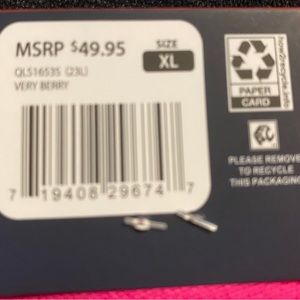 MSRP $49.95
SIZE
XL
QLS1653S (23L)
VERY BERRY
7 19408 29674 7
how2recycle.info
PAPER
CARD
PLEASE REMOVE
TO RECYCLE
THIS PACKAGING